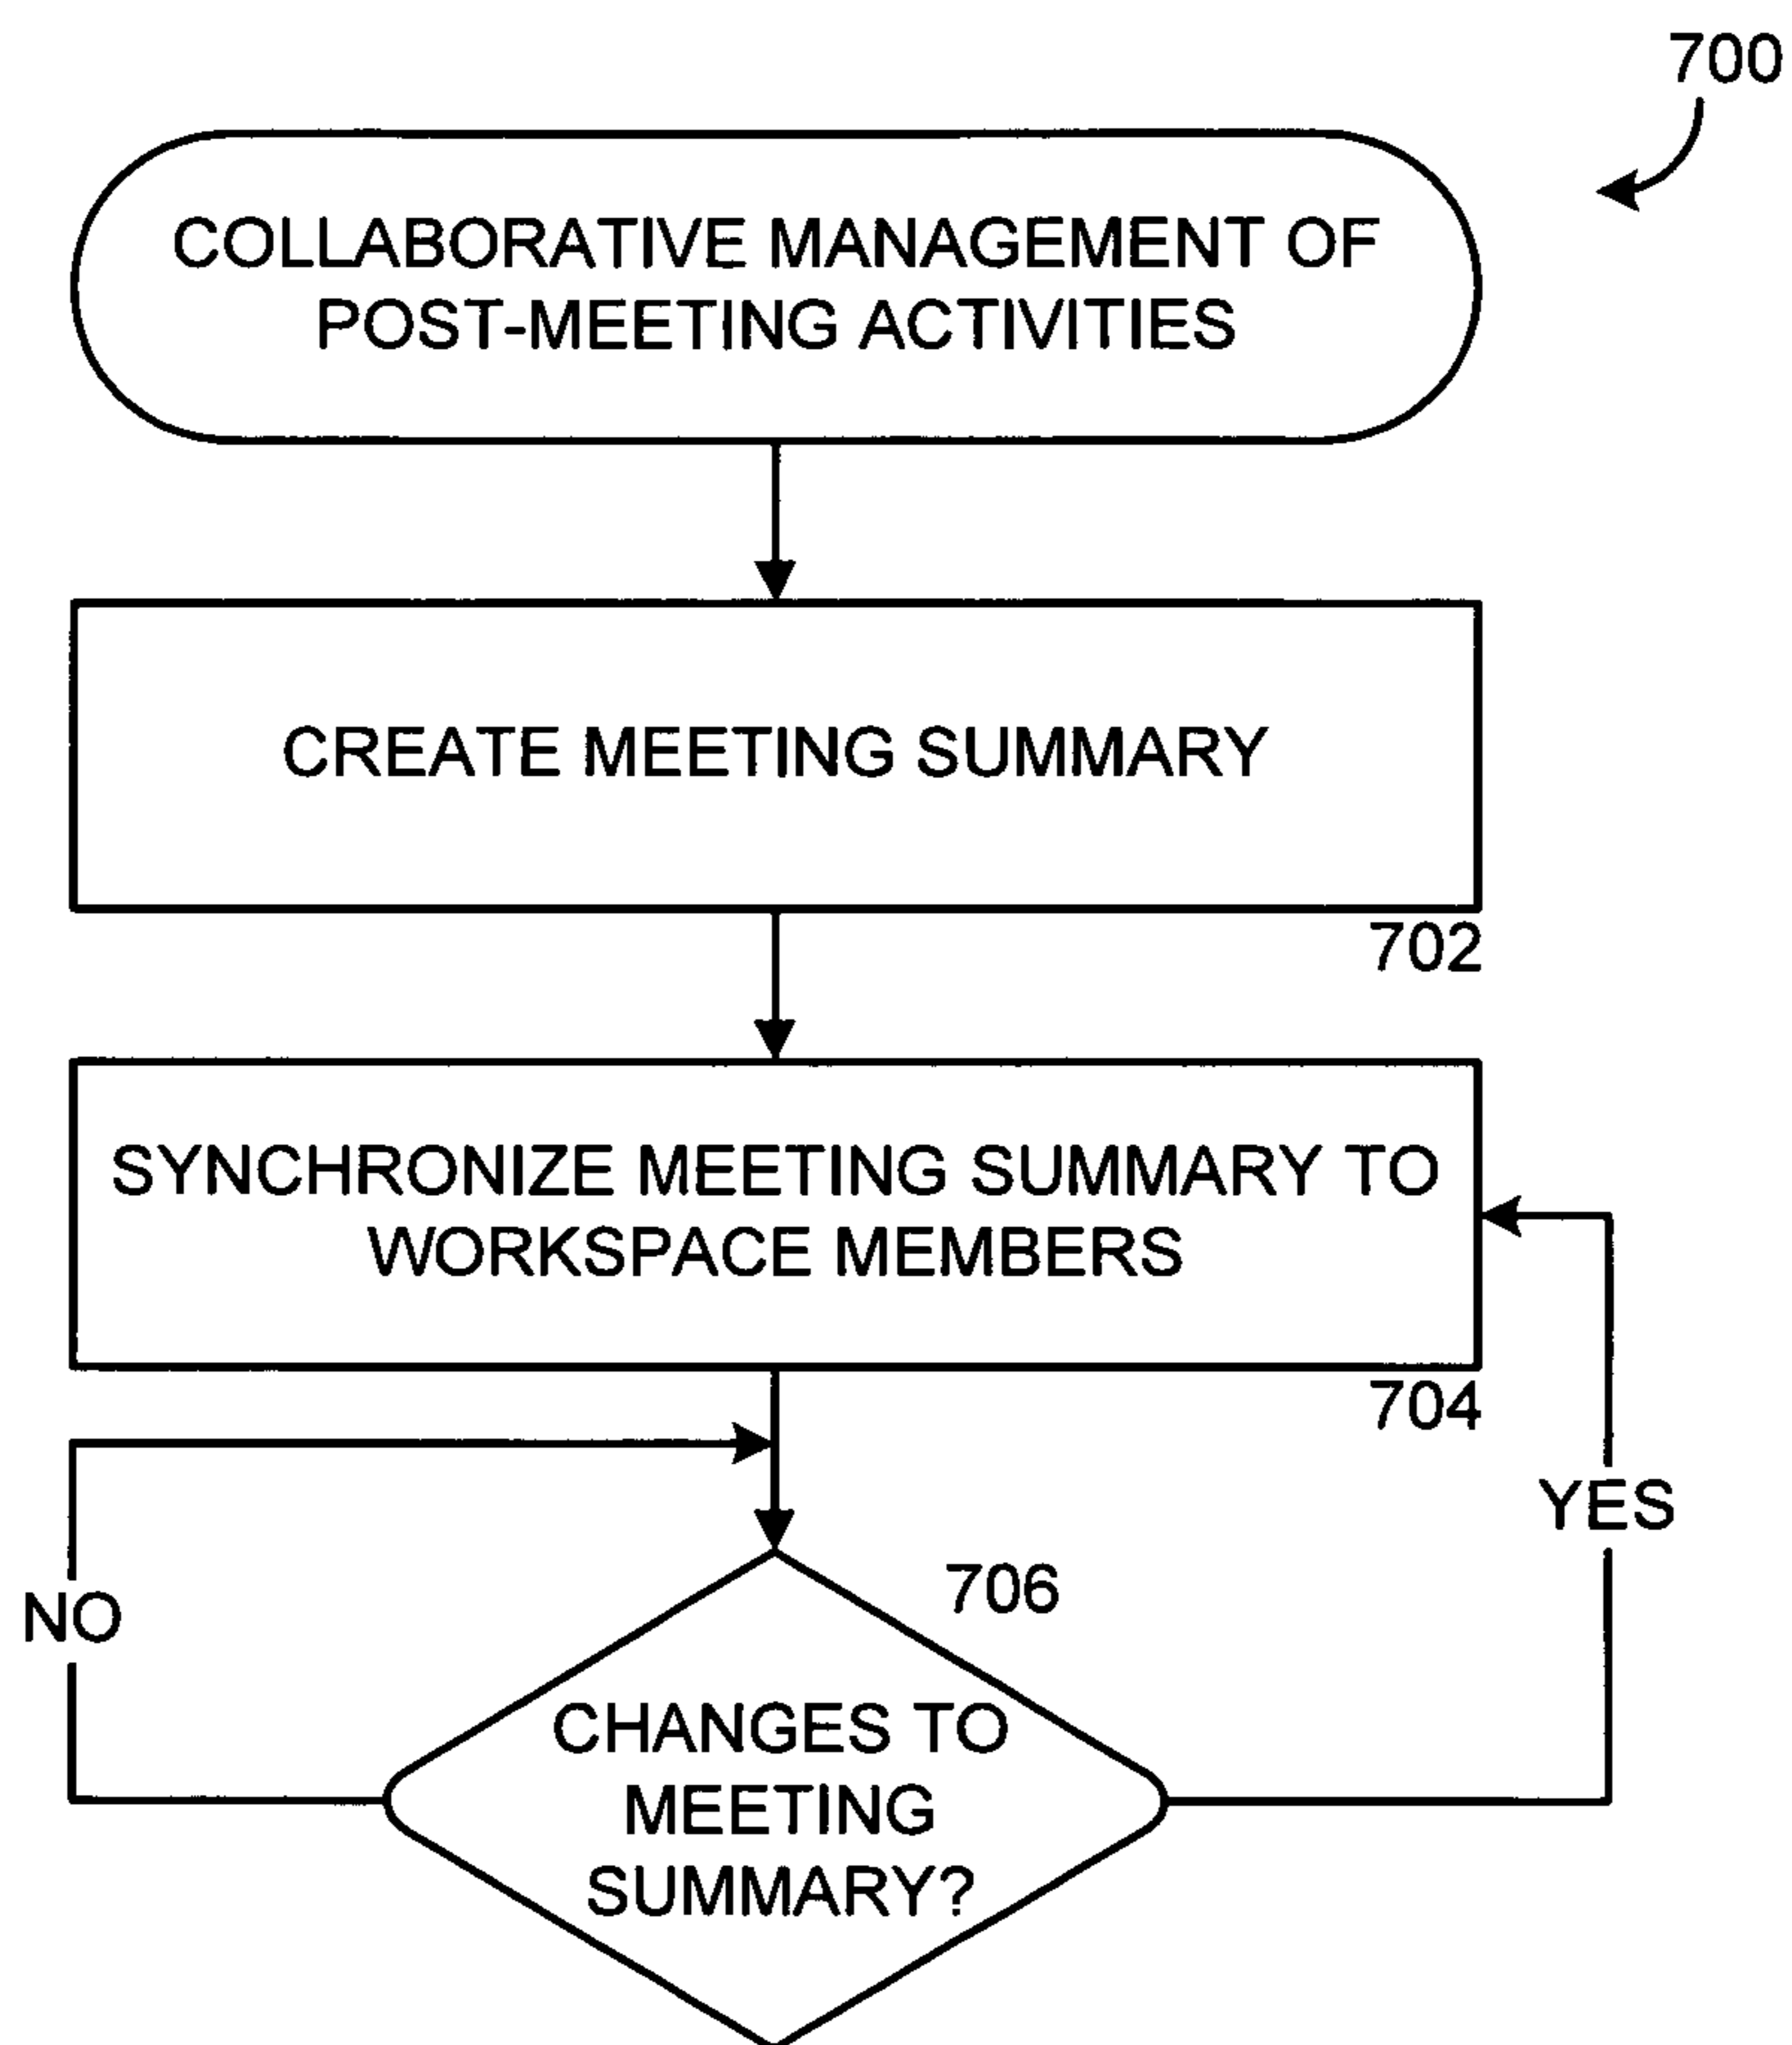 700
COLLABORATIVE MANAGEMENT OF
POST-MEETING ACTIVITIES
CREATE MEETING SUMMARY
702
SYNCHRONIZE MEETING SUMMARY TO
WORKSPACE MEMBERS
704
YES
706
NO
CHANGES TO
MEETING
SUMMARY?